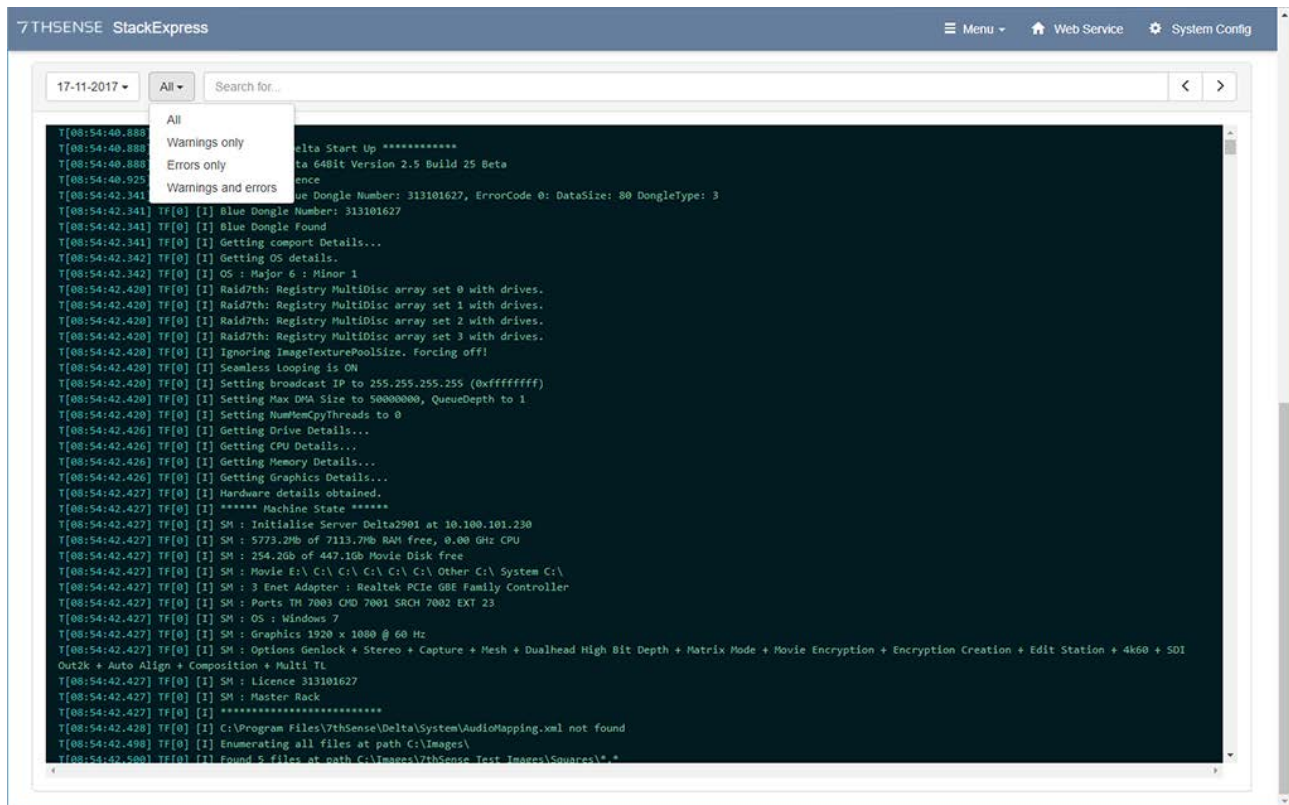 7THSENSE StackExpress
Menu
Web Service
System Config
17-11-2017
All
Search for...
All
Warnings only
Errors only
Warnings and errors
T[08:54:40.888]
T[08:54:40.888] elta Start Up ************
T[08:54:40.888] ta 64Bit Version 2.5 Build 25 Beta
T[08:54:40.925] ence
T[08:54:42.341] ue Dongle Number: 313101627, ErrorCode 0: DataSize: 80 DongleType: 3
T[08:54:42.341] TF[0] [I] Blue Dongle Number: 313101627
T[08:54:42.341] TF[0] [I] Blue Dongle Found
T[08:54:42.341] TF[0] [I] Getting comport Details...
T[08:54:42.342] TF[0] [I] Getting OS details.
T[08:54:42.342] TF[0] [I] OS : Major 6 : Minor 1
T[08:54:42.420] TF[0] [I] Raid7th: Registry MultiDisc array set 0 with drives.
T[08:54:42.420] TF[0] [I] Raid7th: Registry MultiDisc array set 1 with drives.
T[08:54:42.420] TF[0] [I] Raid7th: Registry MultiDisc array set 2 with drives.
T[08:54:42.420] TF[0] [I] Raid7th: Registry MultiDisc array set 3 with drives.
T[08:54:42.420] TF[0] [I] Ignoring ImageTexturePoolSize. Forcing off!
T[08:54:42.420] TF[0] [I] Seamless Looping is ON
T[08:54:42.420] TF[0] [I] Setting broadcast IP to 255.255.255.255 (0xffffffff)
T[08:54:42.420] TF[0] [I] Setting Max DMA Size to 50000000, QueueDepth to 1
T[08:54:42.420] TF[0] [I] Setting NumMemCpyThreads to 0
T[08:54:42.426] TF[0] [I] Getting Drive Details...
T[08:54:42.426] TF[0] [I] Getting CPU Details...
T[08:54:42.426] TF[0] [I] Getting Memory Details...
T[08:54:42.426] TF[0] [I] Getting Graphics Details...
T[08:54:42.427] TF[0] [I] Hardware details obtained.
T[08:54:42.427] TF[0] [I] ****** Machine State ******
T[08:54:42.427] TF[0] [I] SM : Initialise Server Delta2901 at 10.100.101.230
T[08:54:42.427] TF[0] [I] SM : 5773.2Mb of 7113.7Mb RAM free, 0.00 GHz CPU
T[08:54:42.427] TF[0] [I] SM : 254.2Gb of 447.1Gb Movie Disk free
T[08:54:42.427] TF[0] [I] SM : Movie E:\ C:\ C:\ C:\ C:\ C:\ Other C:\ System C:\
T[08:54:42.427] TF[0] [I] SM : 3 Enet Adapter : Realtek PCIe GBE Family Controller
T[08:54:42.427] TF[0] [I] SM : Ports TM 7003 CMD 7001 SRCH 7002 EXT 23
T[08:54:42.427] TF[0] [I] SM : OS : Windows 7
T[08:54:42.427] TF[0] [I] SM : Graphics 1920 x 1080 @ 60 Hz
T[08:54:42.427] TF[0] [I] SM : Options Genlock + Stereo + Capture + Mesh + Dualhead High Bit Depth + Matrix Mode + Movie Encryption + Encryption Creation + Edit Station + 4k60 + SDI
Out2k + Auto Align + Composition + Multi TL
T[08:54:42.427] TF[0] [I] SM : Licence 313101627
T[08:54:42.427] TF[0] [I] SM : Master Rack
T[08:54:42.427] TF[0] [I] ***************************
T[08:54:42.428] TF[0] [I] C:\Program Files\7thSense\Delta\System\AudioMapping.xml not found
T[08:54:42.498] TF[0] [I] Enumerating all files at path C:\Images\
T[08:54:42.500] TF[0] [I] Found 5 files at path C:\Images\7thSense Test Images\Squares\*.*